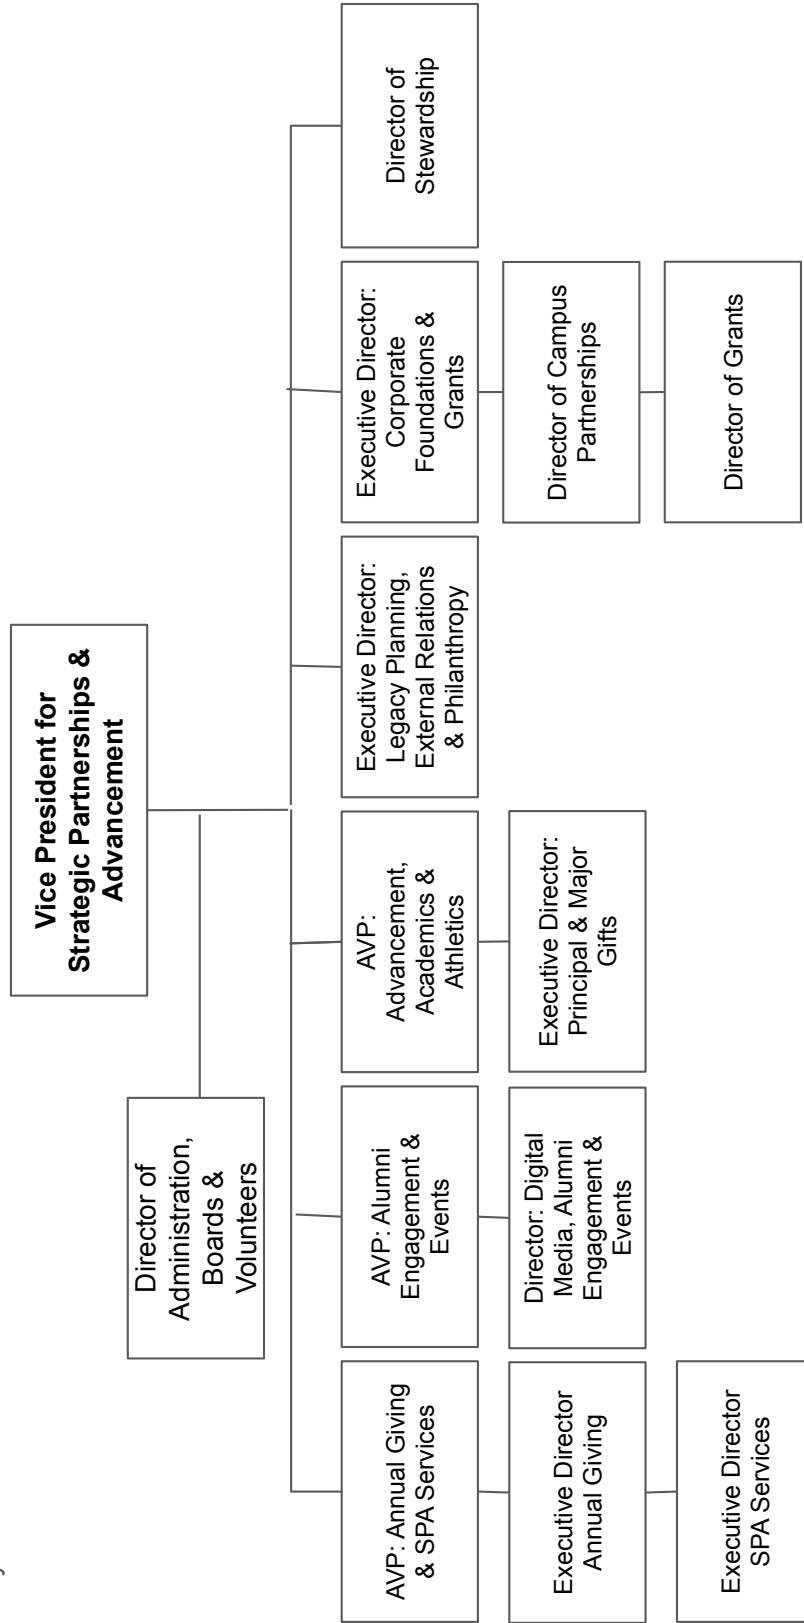 Vice President for
Strategic Partnerships &
Advancement
Director of
Administration,
Boards &
Volunteers
AVP: Annual Giving
& SPA Services
AVP: Alumni
Engagement &
Events
AVP:
Advancement,
Academics &
Athletics
Executive Director:
Legacy Planning,
External Relations
& Philanthropy
Executive Director:
Corporate
Foundations &
Grants
Director of
Stewardship
Executive Director
Annual Giving
Director: Digital
Media, Alumni
Engagement &
Events
Executive Director:
Principal & Major
Gifts
Director of Campus
Partnerships
Executive Director
SPA Services
Director of Grants